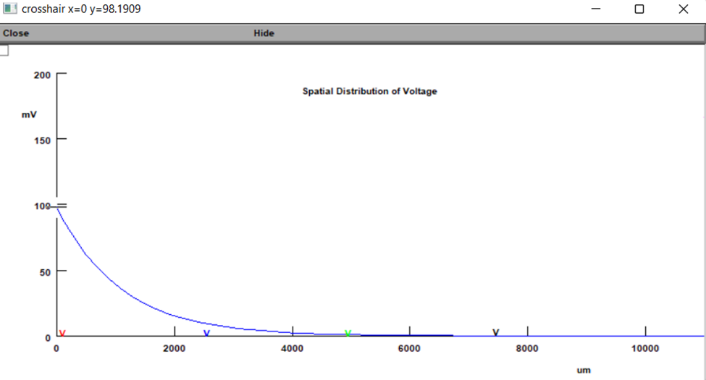 crosshair x=0 y=98.1909
Close Hide
200
Spatial Distribution of Voltage
mV
150
100
50
0
V V V V
0 2000 4000 6000 8000 10000
um